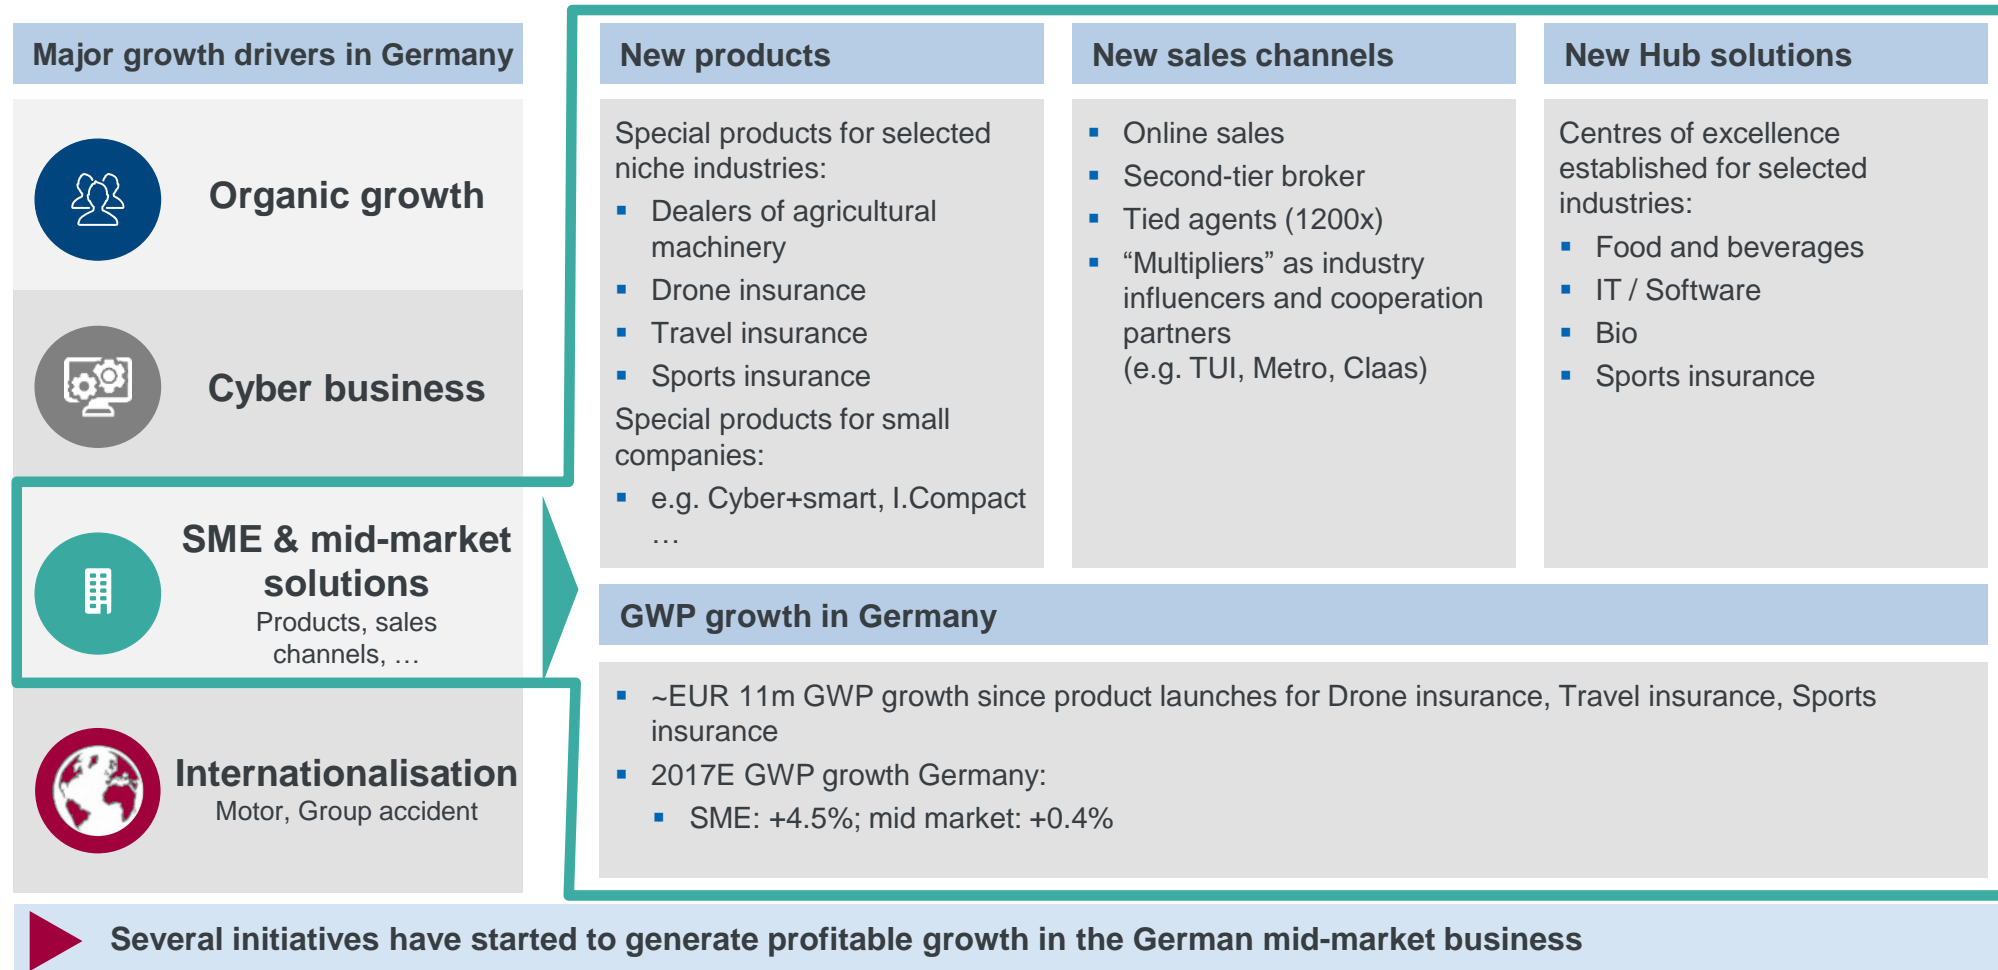 Major growth drivers in Germany
Organic growth
Cyber business
SME & mid-market
solutions
Products, sales
channels, …
Internationalisation
Motor, Group accident
New products
Special products for selected
niche industries:
▪ Dealers of agricultural
machinery
▪ Drone insurance
▪ Travel insurance
▪ Sports insurance
Special products for small
companies:
▪ e.g. Cyber+smart, I.Compact
…
New sales channels
▪ Online sales
▪ Second-tier broker
▪ Tied agents (1200x)
▪ “Multipliers” as industry
influencers and cooperation
partners
(e.g. TUI, Metro, Claas)
New Hub solutions
Centres of excellence
established for selected
industries:
▪ Food and beverages
▪ IT / Software
▪ Bio
▪ Sports insurance
GWP growth in Germany
▪ ~EUR 11m GWP growth since product launches for Drone insurance, Travel insurance, Sports
insurance
▪ 2017E GWP growth Germany:
▪ SME: +4.5%; mid market: +0.4%
Several initiatives have started to generate profitable growth in the German mid-market business